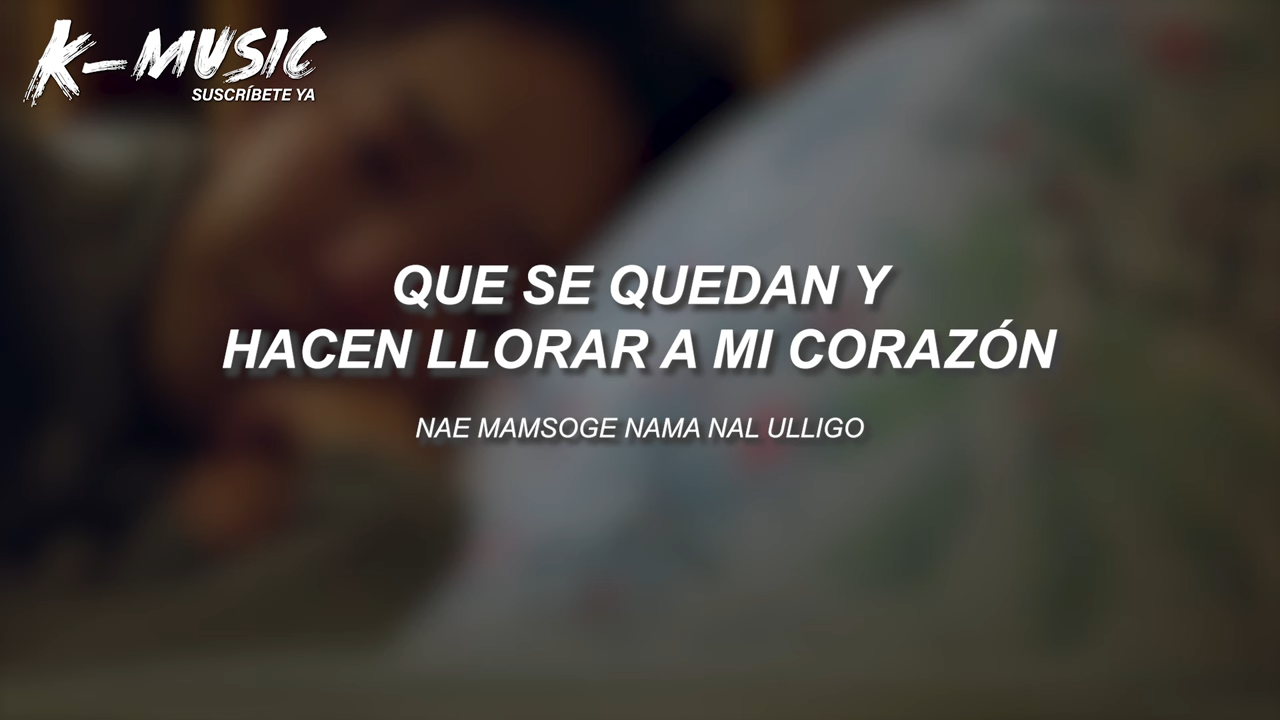 K-MUSIC
SUSCRÍBETE YA
QUE SE QUEDAN Y
HACEN LLORAR A MI CORAZÓN
NAE MAMSOGE NAMA NAL ULLIGO